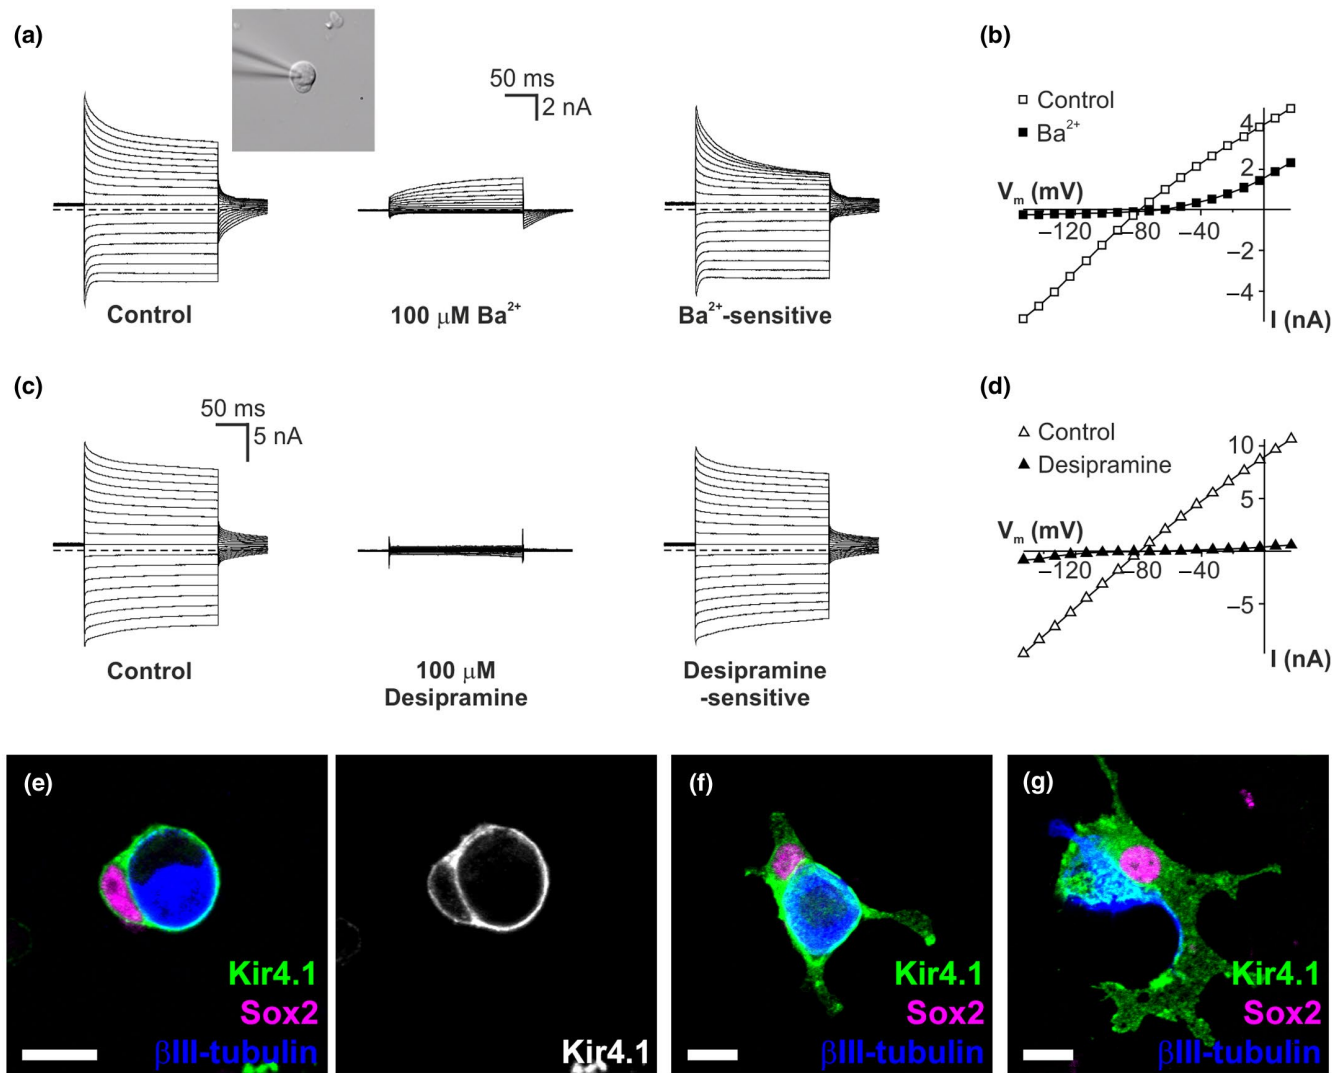 (a)
50 ms
2 nA
Control
100 μM Ba²⁺
Ba²⁺-sensitive
(b)
Control
Ba²⁺
4
2
Vₘ (mV)
−120 −80 −40
−2
−4
I (nA)
(c)
50 ms
5 nA
Control
100 μM
Desipramine
Desipramine
-sensitive
(d)
Control
Desipramine
10
5
Vₘ (mV)
−120 −80 −40
−5
I (nA)
(e)
Kir4.1
Sox2
βIII-tubulin
Kir4.1
(f)
Kir4.1
Sox2
βIII-tubulin
(g)
Kir4.1
Sox2
βIII-tubulin